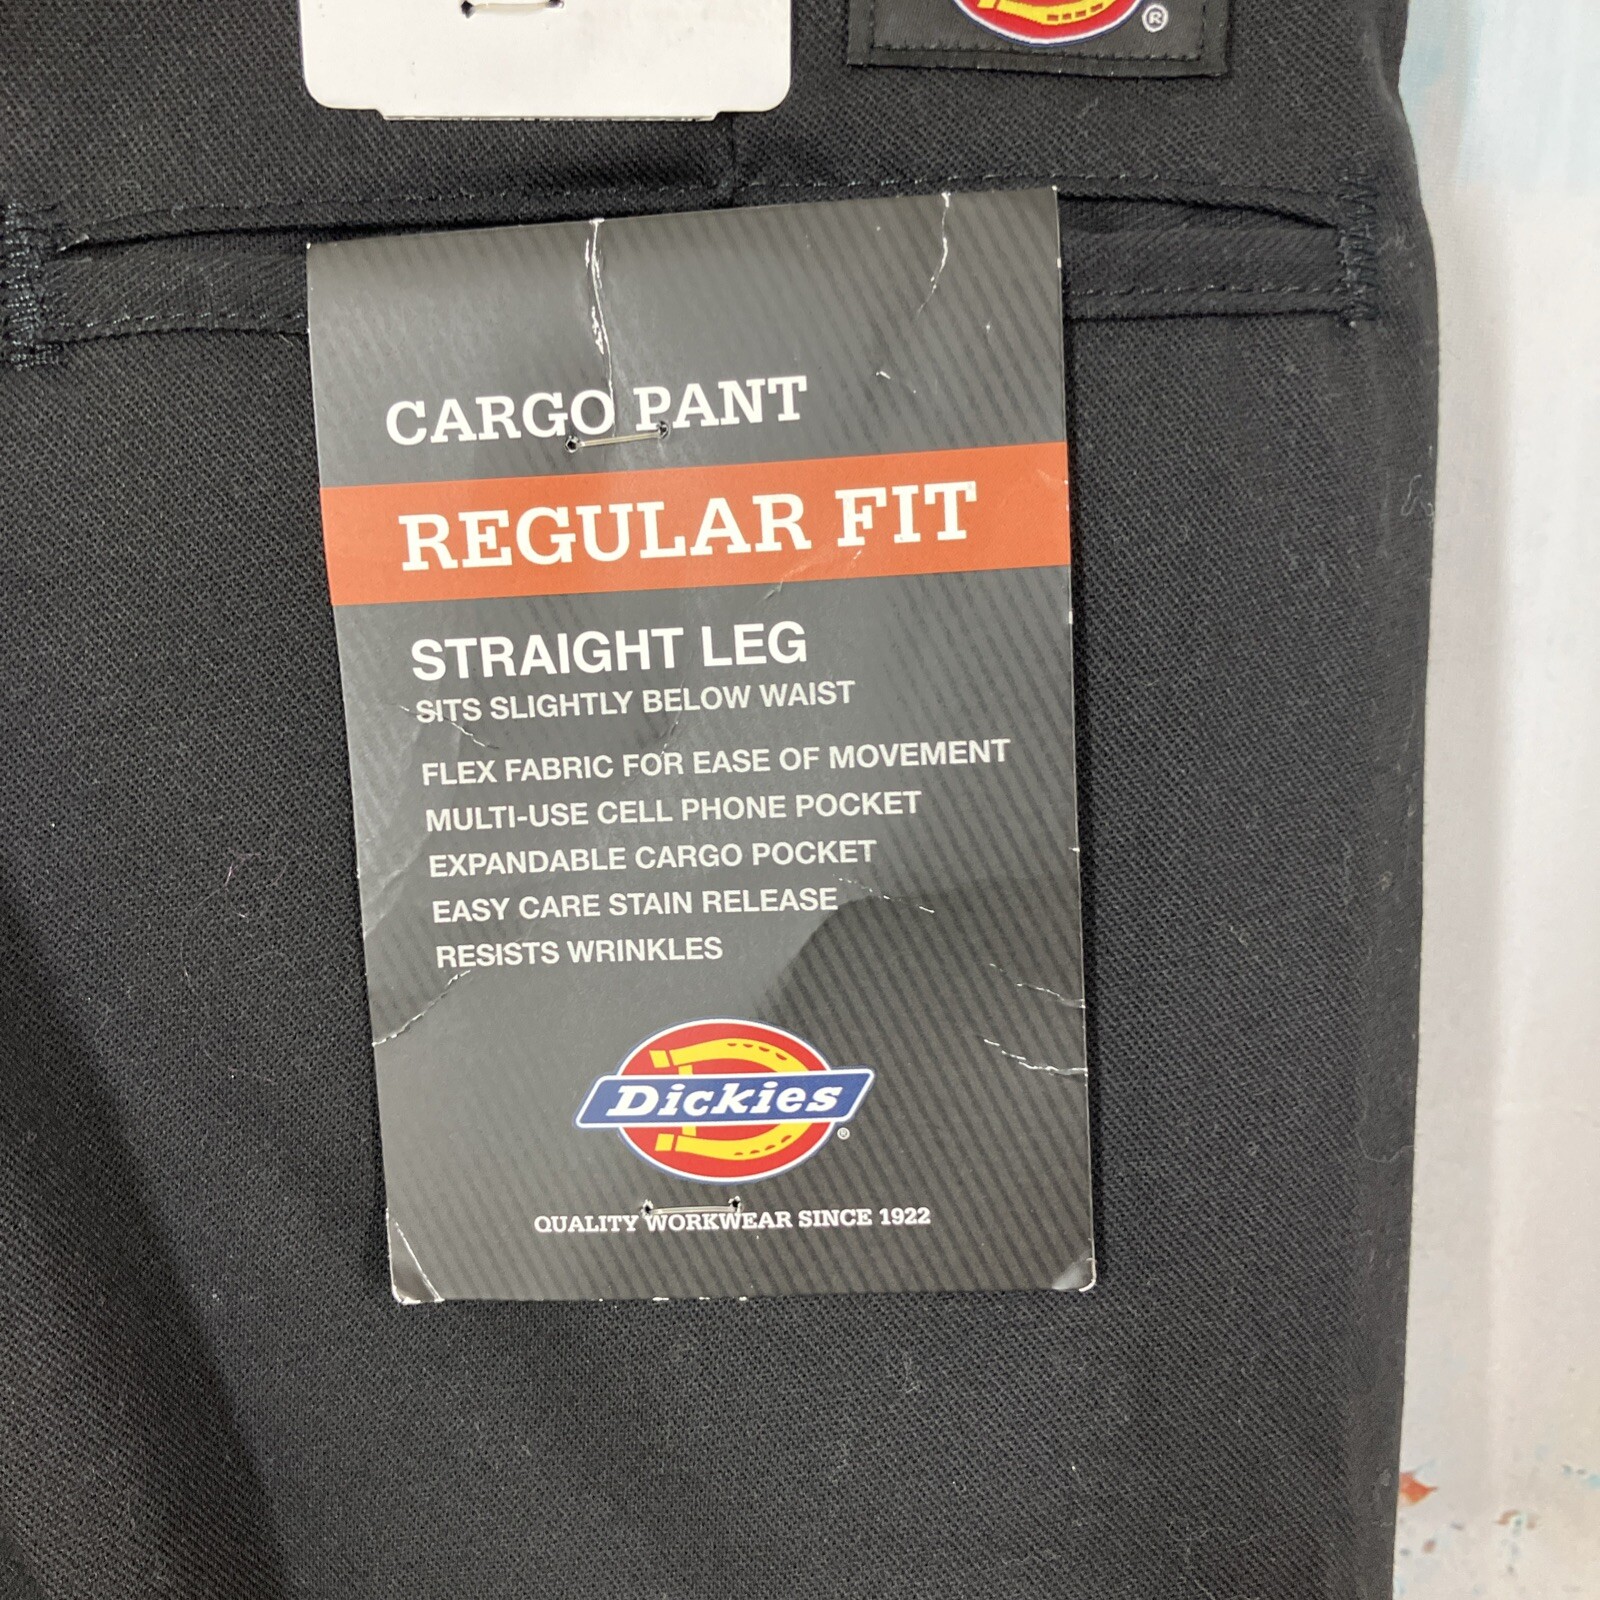 ®
CARGO PANT
REGULAR FIT
STRAIGHT LEG
SITS SLIGHTLY BELOW WAIST
FLEX FABRIC FOR EASE OF MOVEMENT
MULTI-USE CELL PHONE POCKET
EXPANDABLE CARGO POCKET
EASY CARE STAIN RELEASE
RESISTS WRINKLES
Dickies
®
QUALITY WORKWEAR SINCE 1922